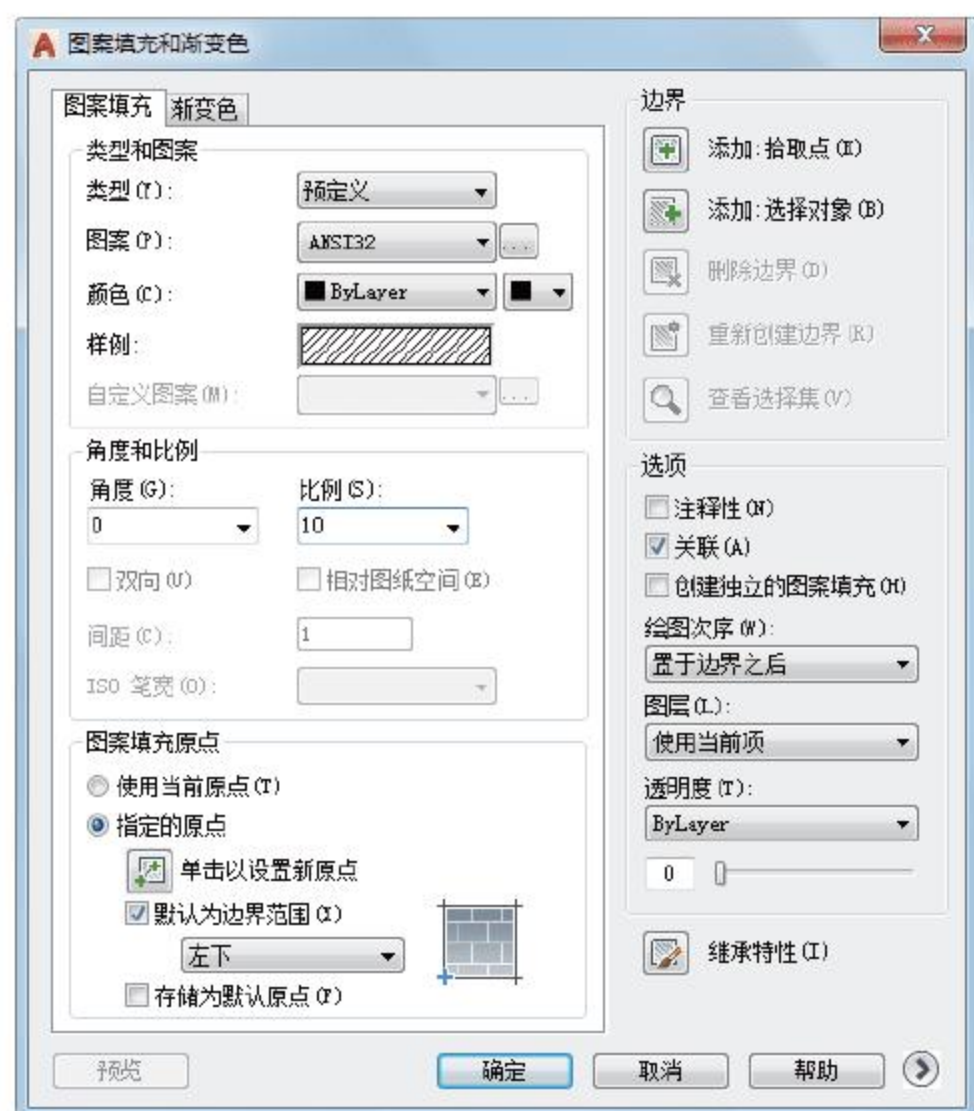 图案填充和渐变色
图案填充 渐变色
类型和图案
类型(Y):
预定义
图案(P):
ANSI32
...
颜色(C):
ByLayer
样例:
自定义图案(M):
...
角度和比例
角度(G):
比例(S):
0
10
双向(U)
相对图纸空间(E)
间距(C):
1
ISO 笔宽(O):
图案填充原点
使用当前原点(T)
指定的原点
单击以设置新原点
默认为边界范围(X)
左下
存储为默认原点(F)
边界
添加:拾取点(K)
添加:选择对象(B)
删除边界(D)
重新创建边界(R)
查看选择集(V)
选项
注释性(N)
关联(A)
创建独立的图案填充(H)
绘图次序(W):
置于边界之后
图层(L):
使用当前项
透明度(T):
ByLayer
0
继承特性(I)
预览
确定
取消
帮助